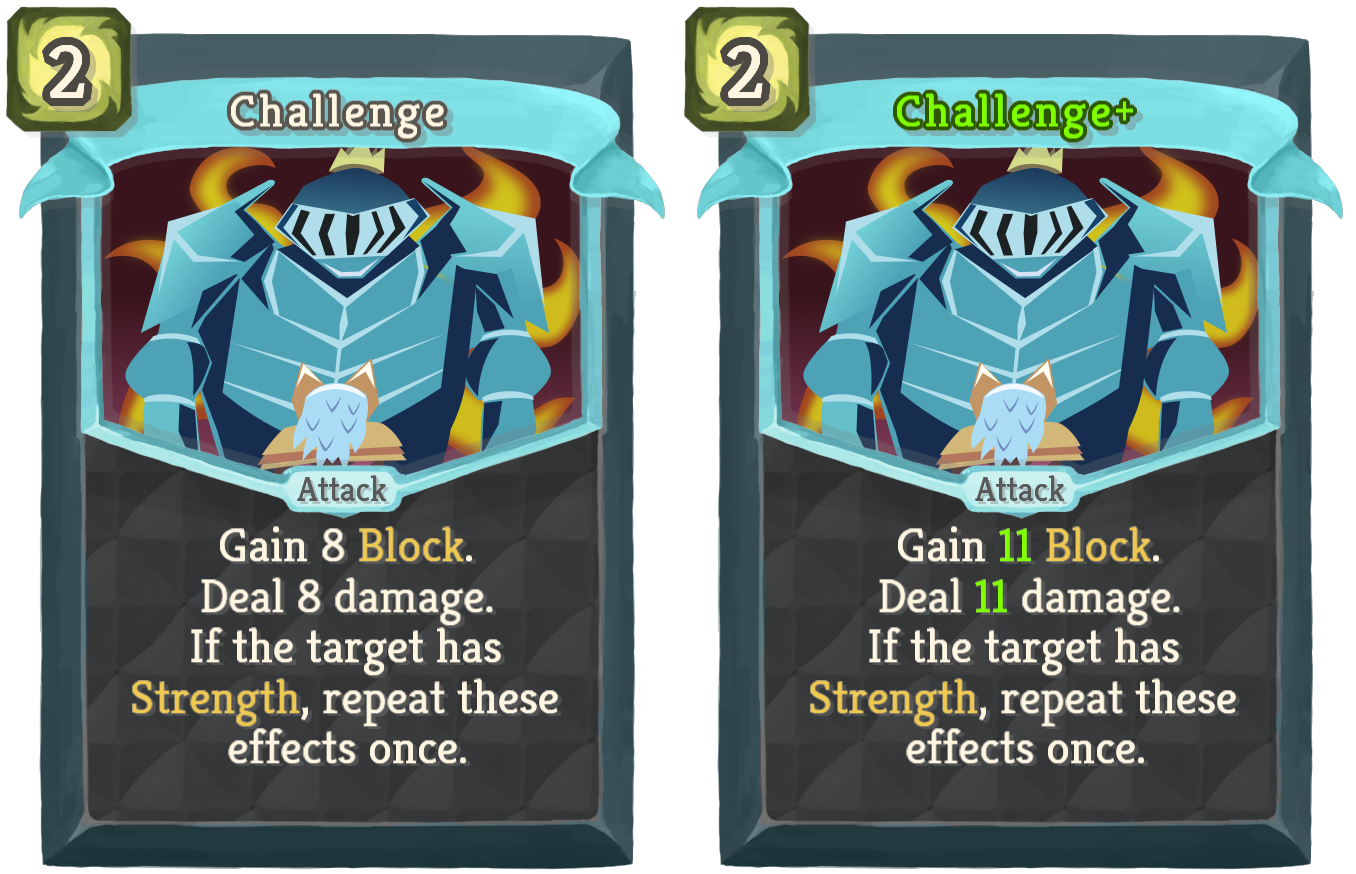 2
Challenge
Attack
Gain 8 Block.
Deal 8 damage.
If the target has
Strength, repeat these
effects once.
2
Challenge+
Attack
Gain 11 Block.
Deal 11 damage.
If the target has
Strength, repeat these
effects once.